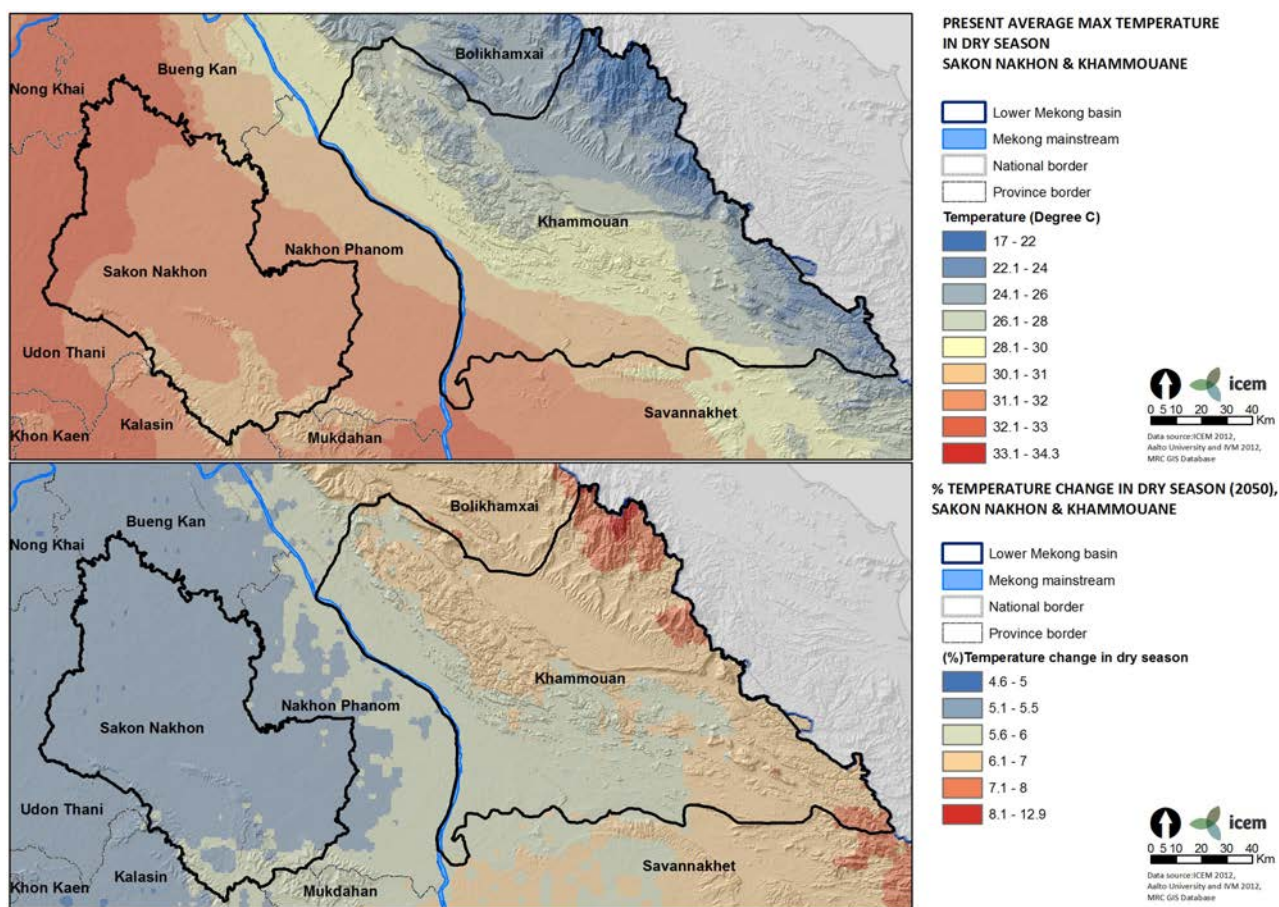 Bolikhamxai
Bueng Kan
Nong Khai
Khammouan
Nakhon Phanom
Sakon Nakhon
Udon Thani
Savannakhet
Kalasin
Khon Kaen
Mukdahan
PRESENT AVERAGE MAX TEMPERATURE
IN DRY SEASON
SAKON NAKHON & KHAMMOUANE
Lower Mekong basin
Mekong mainstream
National border
Province border
Temperature (Degree C)
17 - 22
22.1 - 24
24.1 - 26
26.1 - 28
28.1 - 30
30.1 - 31
31.1 - 32
32.1 - 33
33.1 - 34.3
icem
0 5 10 20 30 40
Km
Data source:ICEM 2012,
Aalto University and IVM 2012,
MRC GIS Database
Bolikhamxai
Bueng Kan
Nong Khai
Khammouan
Nakhon Phanom
Sakon Nakhon
Udon Thani
Savannakhet
Kalasin
Khon Kaen
Mukdahan
% TEMPERATURE CHANGE IN DRY SEASON (2050),
SAKON NAKHON & KHAMMOUANE
Lower Mekong basin
Mekong mainstream
National border
Province border
(%)Temperature change in dry season
4.6 - 5
5.1 - 5.5
5.6 - 6
6.1 - 7
7.1 - 8
8.1 - 12.9
icem
0 5 10 20 30 40
Km
Data source:ICEM 2012,
Aalto University and IVM 2012,
MRC GIS Database